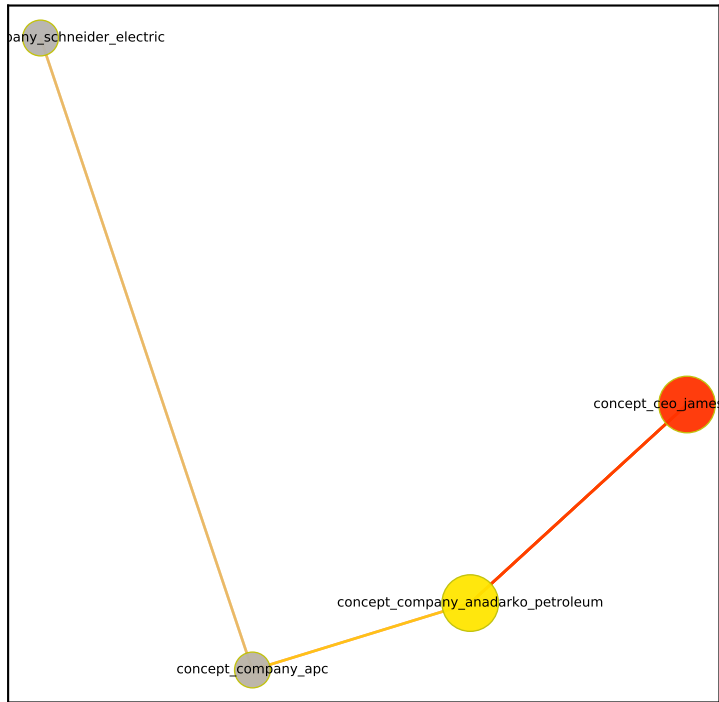 pany_schneider_electric
concept_ceo_james
concept_company_anadarko_petroleum
concept_company_apc